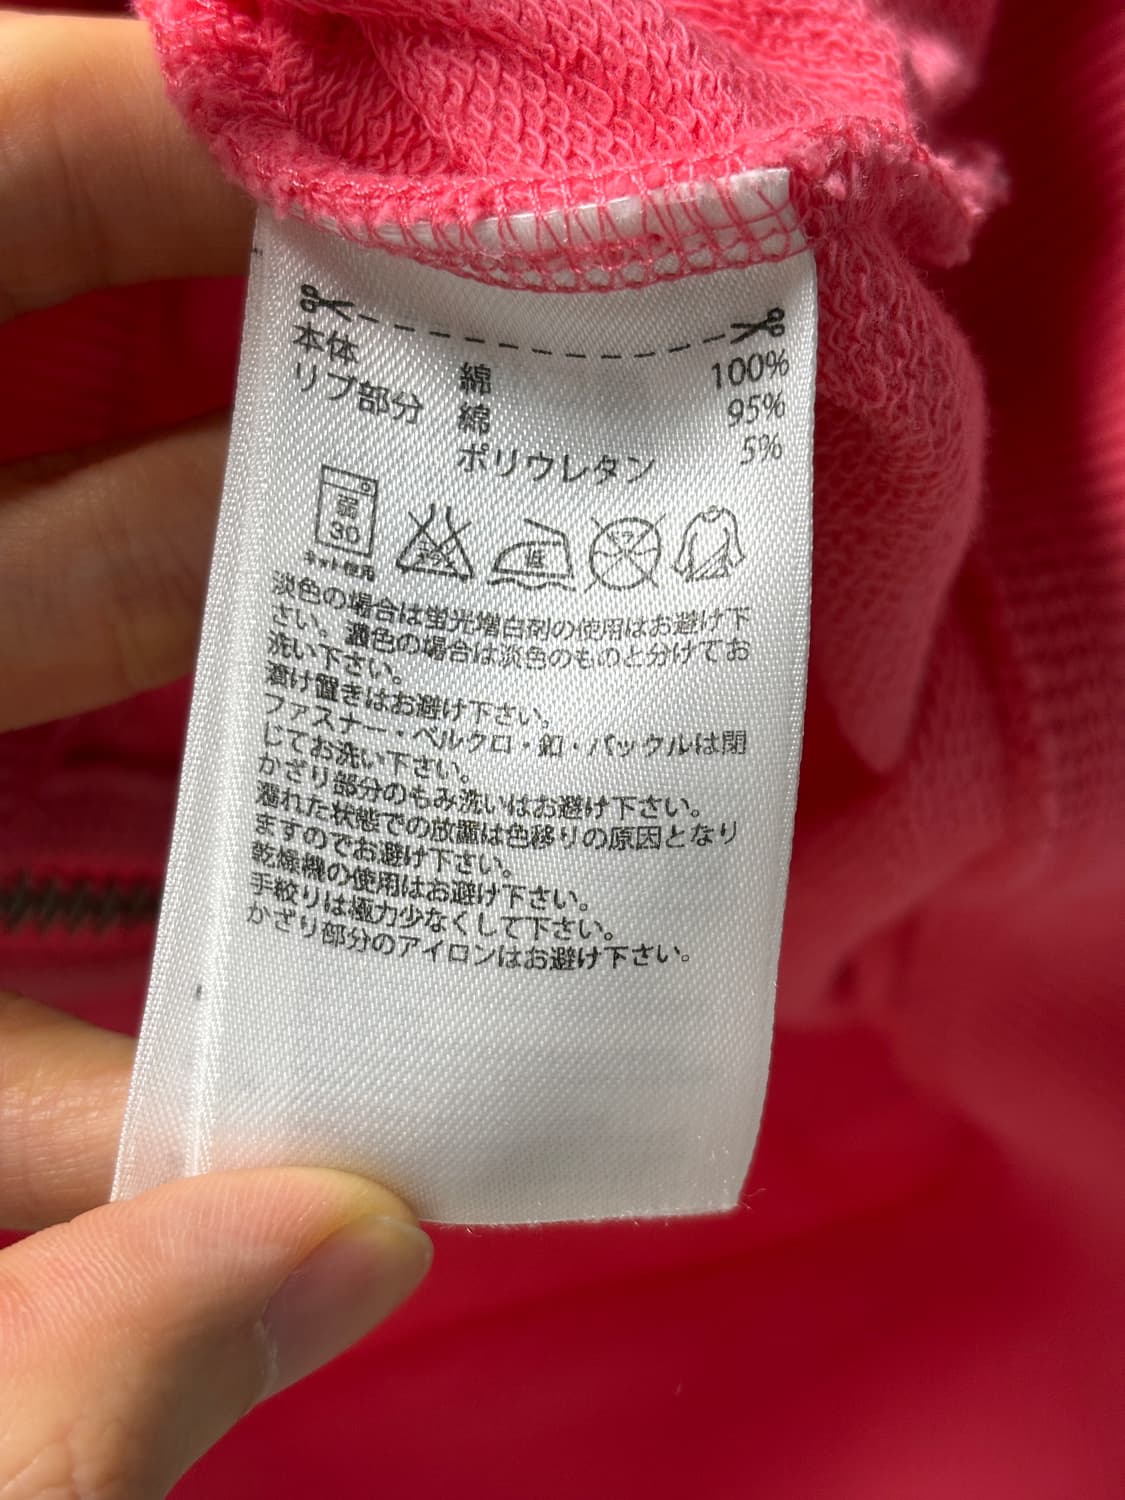 本体 綿 100%
リブ部分 綿 95%
ポリウレタン 5%
弱
30
ネット使用
低
淡色の場合は蛍光増白剤の使用はお避け下
さい。濃色の場合は淡色のものと分けてお
洗い下さい。
漬け置きはお避け下さい。
ファスナー・ベルクロ・釦・バックルは閉
じてお洗い下さい。
かざり部分のもみ洗いはお避け下さい。
濡れた状態での放置は色移りの原因となり
ますのでお避け下さい。
乾燥機の使用はお避け下さい。
手絞りは極力少なくして下さい。
かざり部分のアイロンはお避け下さい。